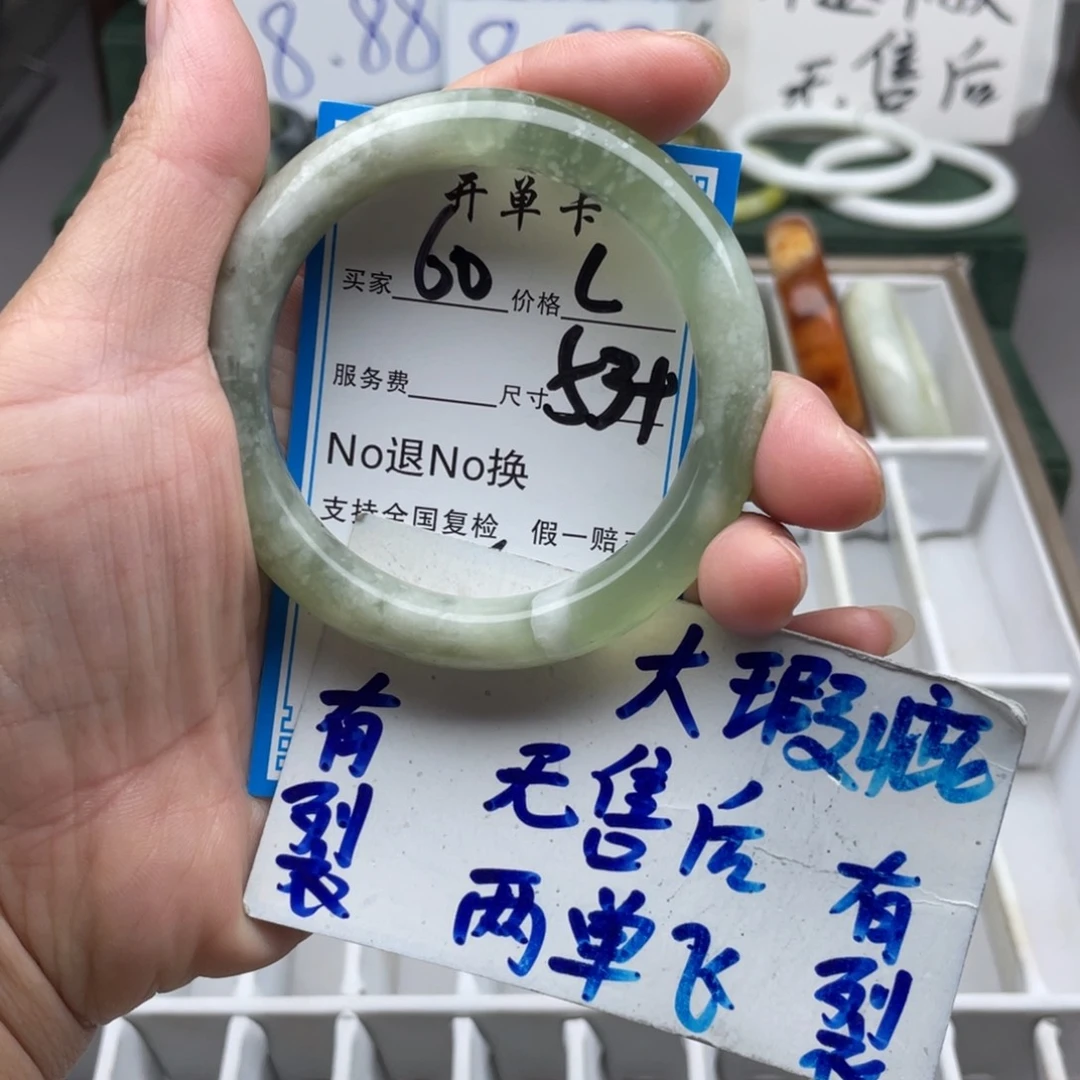 8.88
无售后
开单卡
买家 60 价格 L
服务费 尺寸 53+
No退No换
支持全国复检 假一赔
大瑕疵
有裂
无售后
两单飞
有裂